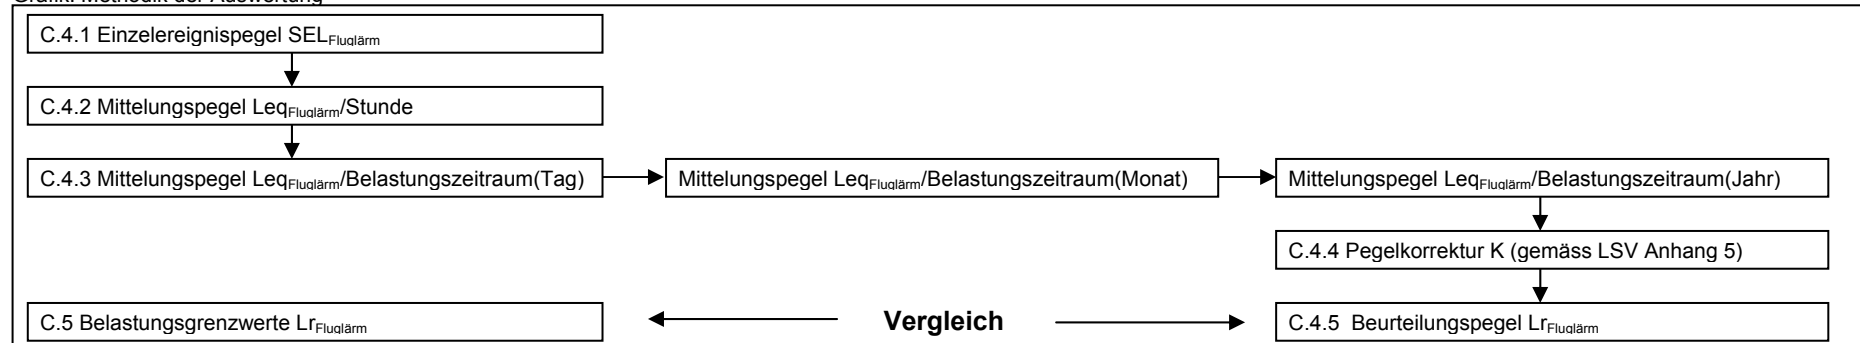 Grafik: Methodik der Auswertung
C.4.1 Einzelereignispegel SELFluglärm
C.4.2 Mittelungspegel LeqFluglärm/Stunde
C.4.3 Mittelungspegel LeqFluglärm/Belastungszeitraum(Tag)
Mittelungspegel LeqFluglärm/Belastungszeitraum(Monat)
Mittelungspegel LeqFluglärm/Belastungszeitraum(Jahr)
C.4.4 Pegelkorrektur K (gemäss LSV Anhang 5)
C.5 Belastungsgrenzwerte LrFluglärm
Vergleich
C.4.5 Beurteilungspegel LrFluglärm